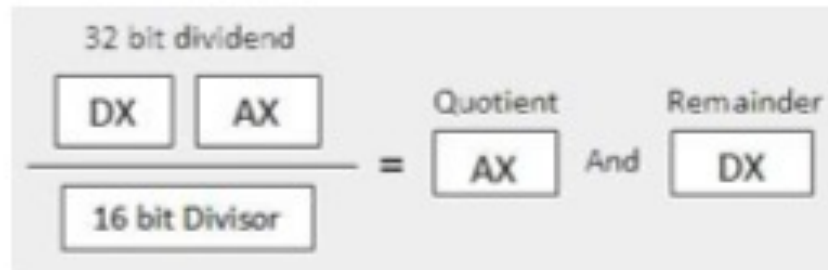 32 bit dividend
DX AX
Quotient Remainder
= AX And DX
16 bit Divisor